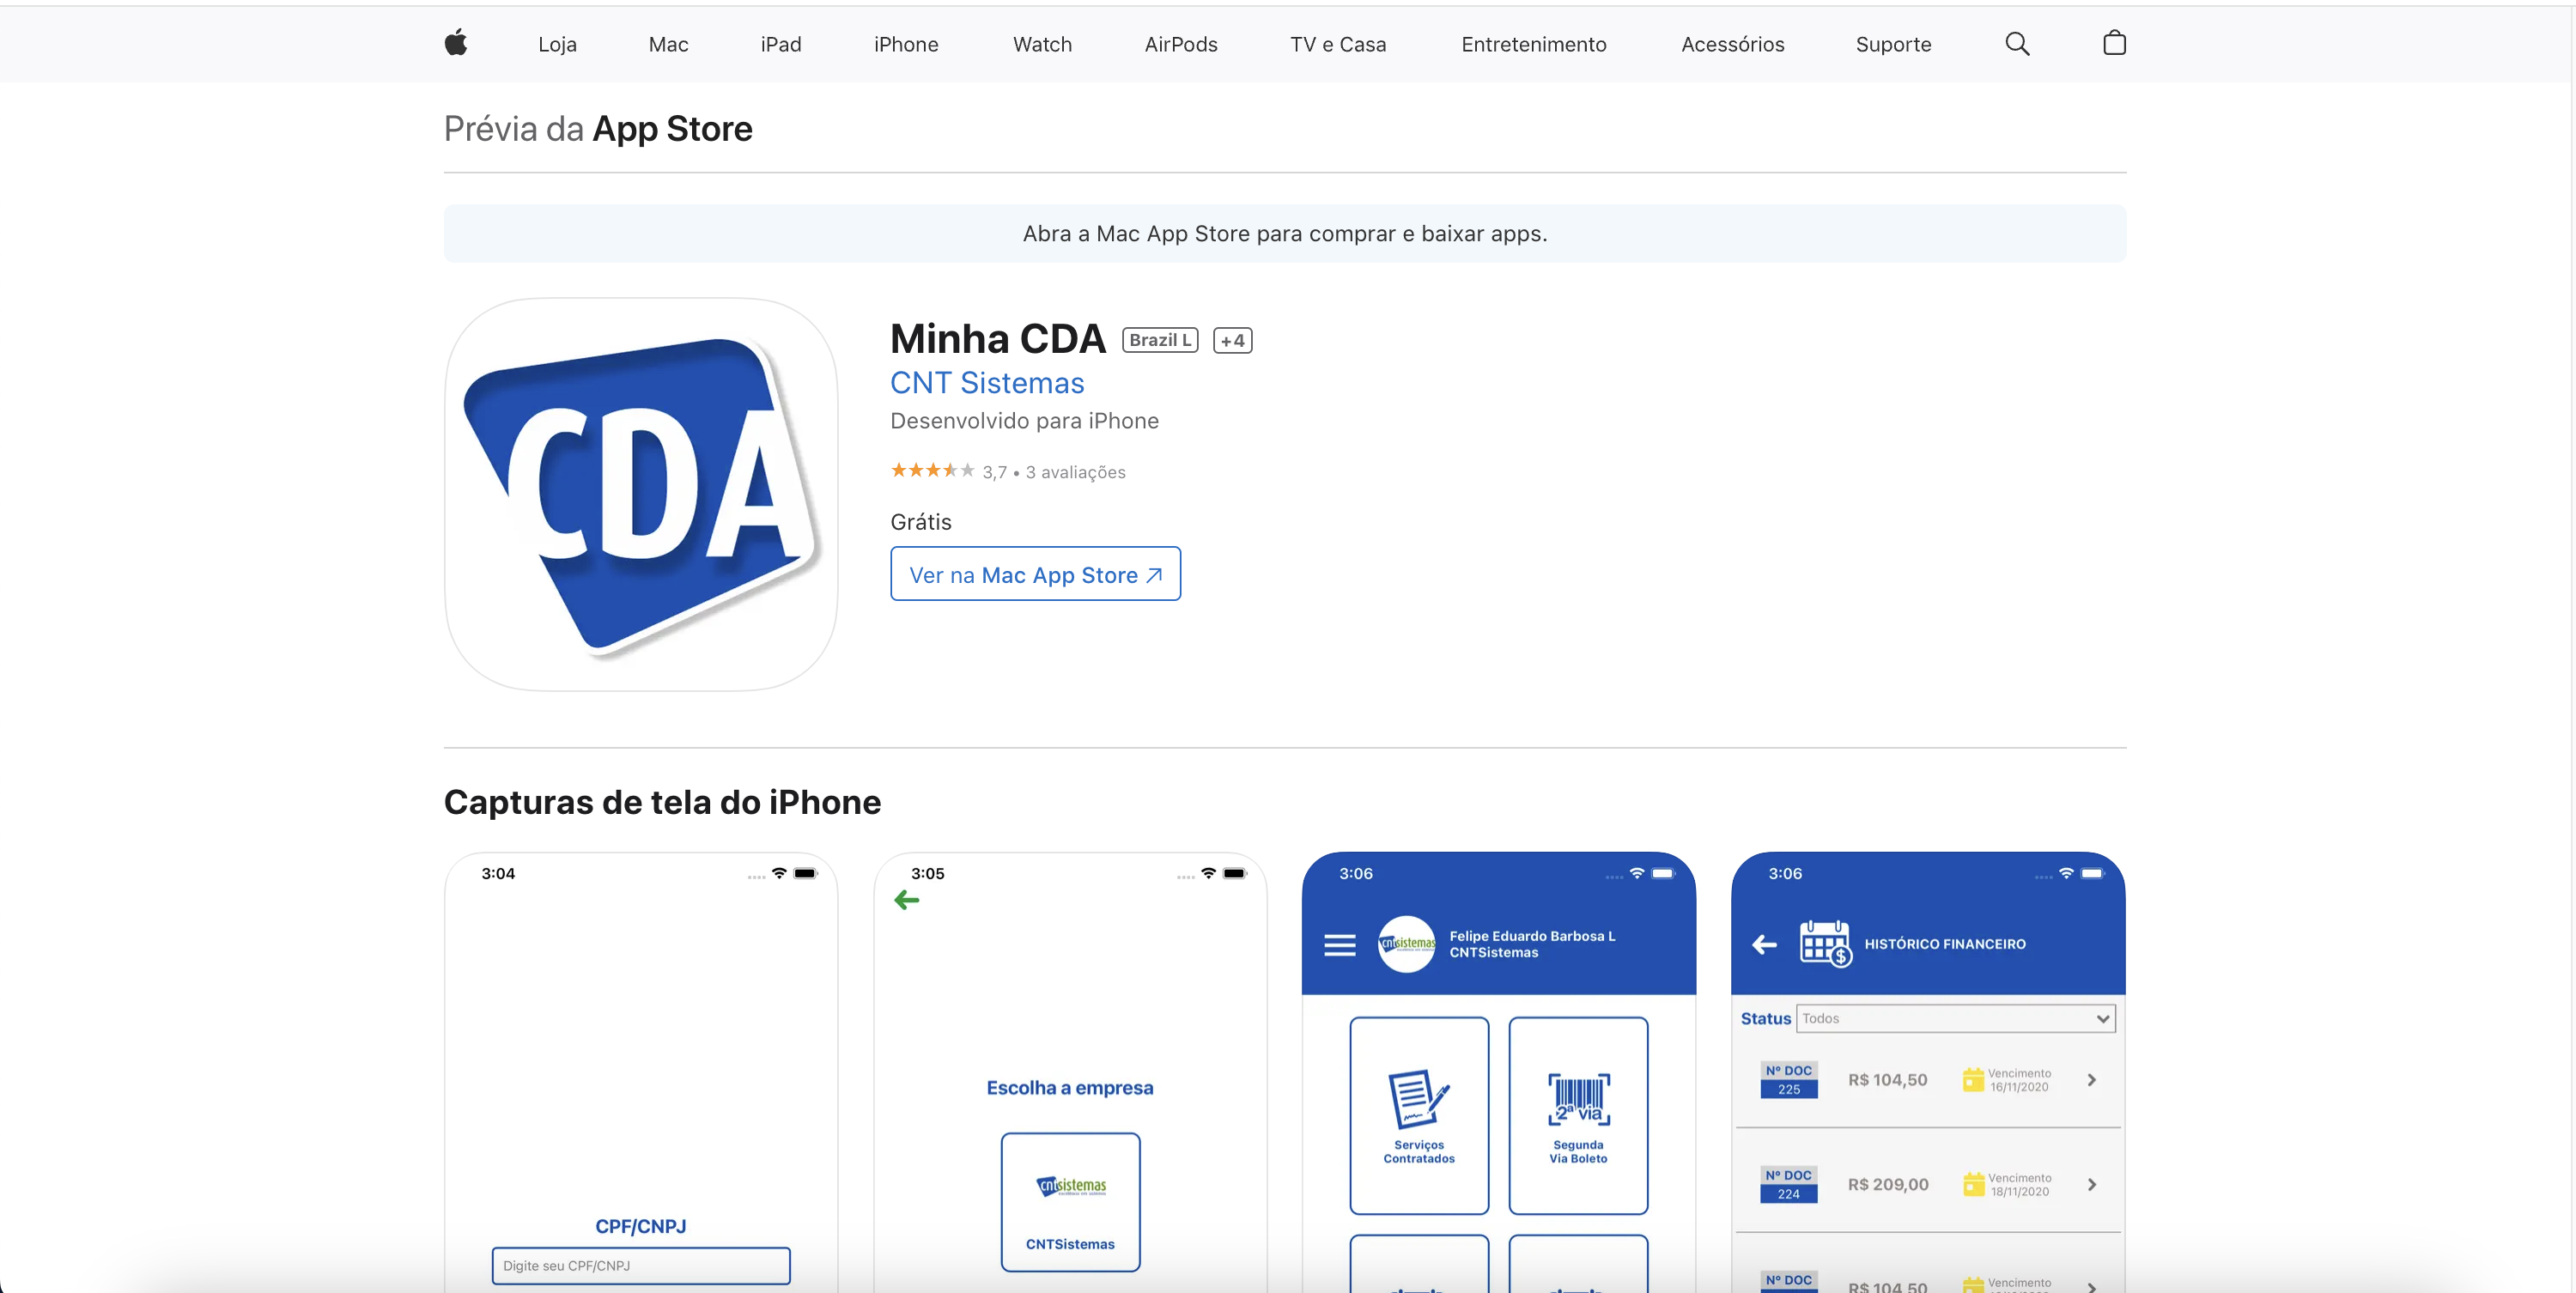 Loja Mac iPad iPhone Watch AirPods TV e Casa Entretenimento Acessórios Suporte
Prévia da App Store
Abra a Mac App Store para comprar e baixar apps.
CDA
Minha CDA Brazil L +4
CNT Sistemas
Desenvolvido para iPhone
3,7 • 3 avaliações
Grátis
Ver na Mac App Store
Capturas de tela do iPhone
3:04
CPF/CNPJ
Digite seu CPF/CNPJ
3:05
Escolha a empresa
cntsistemas
CNTSistemas
3:06
cntsistemas
Felipe Eduardo Barbosa L
CNTSistemas
Serviços
Contratados
2ª via
Segunda
Via Boleto
3:06
HISTÓRICO FINANCEIRO
Status Todos
Nº DOC
225
R$ 104,50
Vencimento
16/11/2020
Nº DOC
224
R$ 209,00
Vencimento
18/11/2020
Nº DOC
R$ 104,50
Vencimento